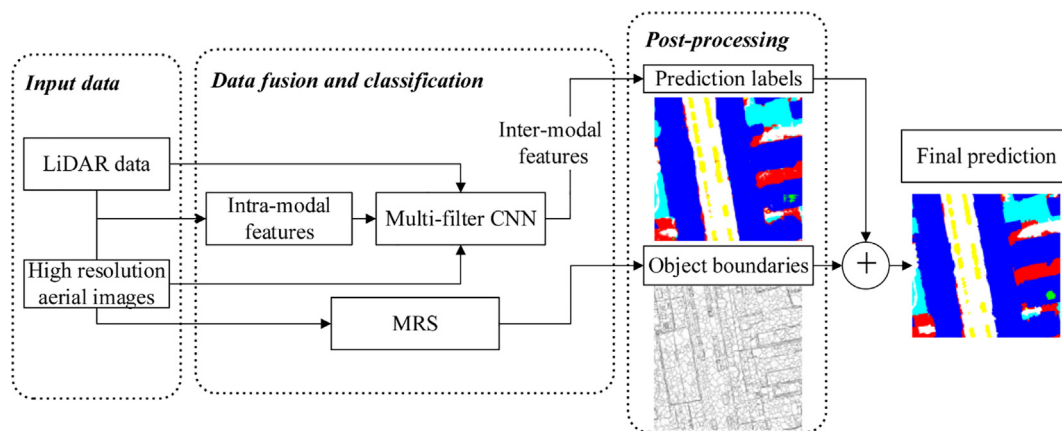 Input data
LiDAR data
High resolution
aerial images
Data fusion and classification
Intra-modal
features
Multi-filter CNN
MRS
Inter-modal
features
Post-processing
Prediction labels
Object boundaries
+
Final prediction